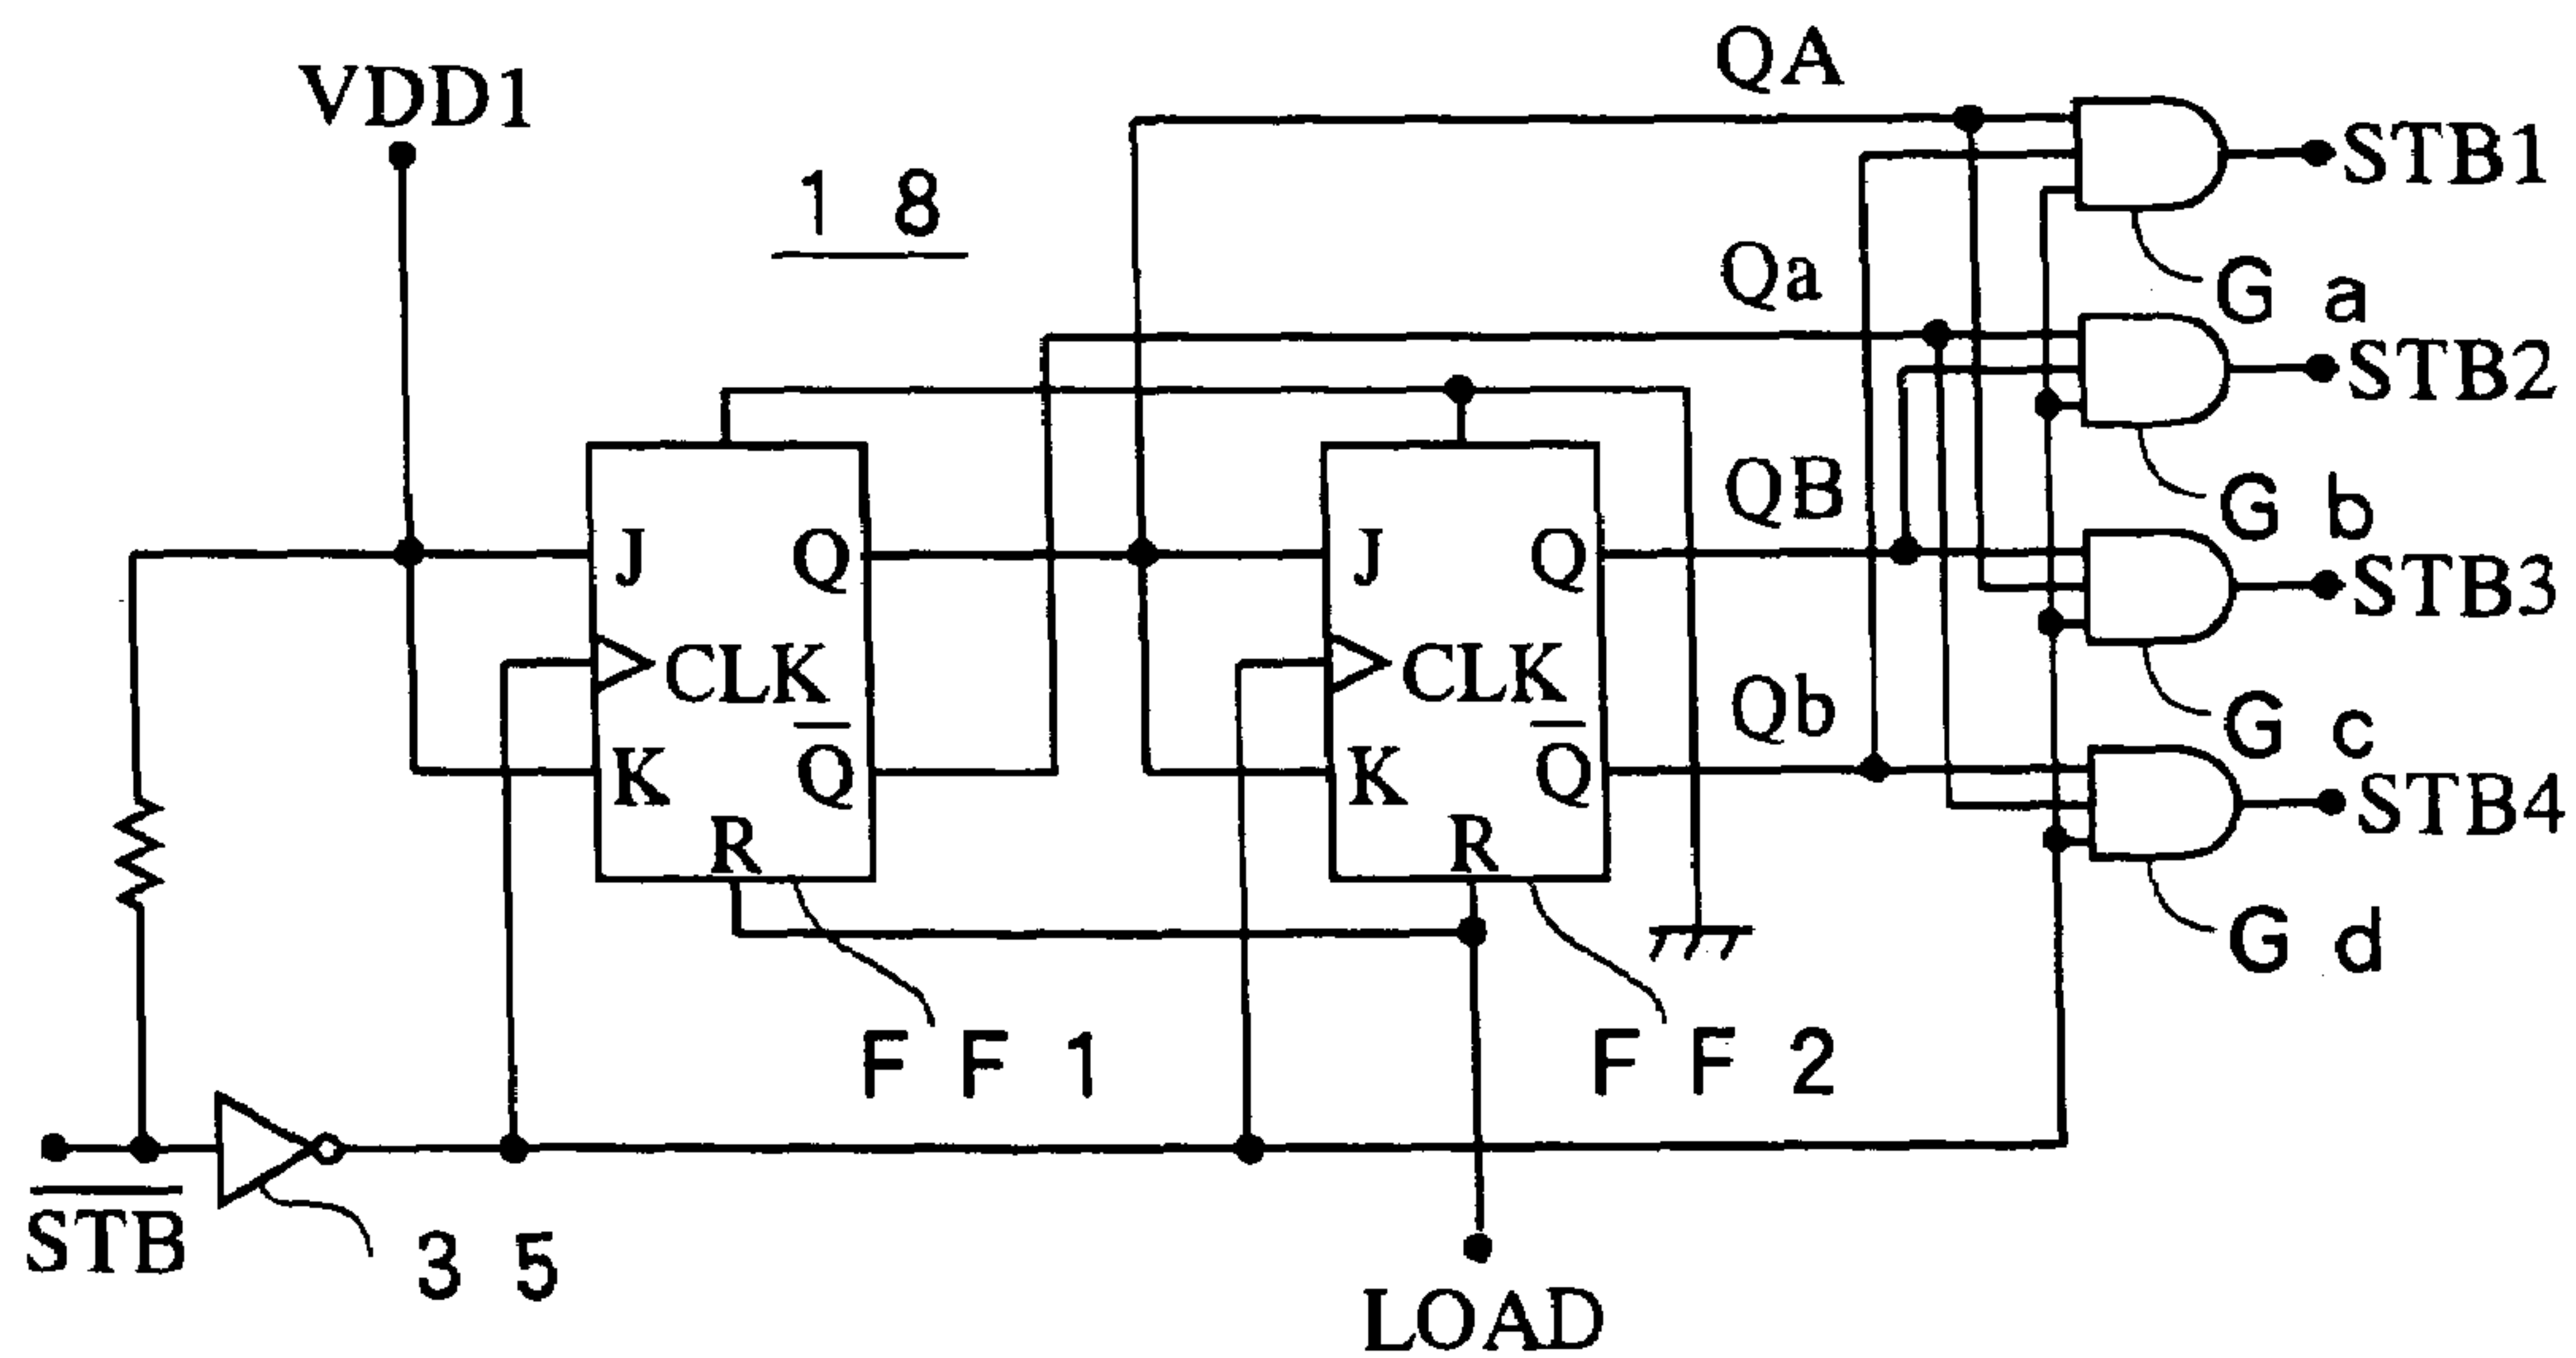 VDD1
18
QA
STB1
Ga
Qa
STB2
Gb
QB
STB3
Gc
Qb
STB4
Gd
J
Q
CLK
K
Q̅
R
FF1
J
Q
CLK
K
Q̅
R
FF2
S̅T̅B̅
35
LOAD